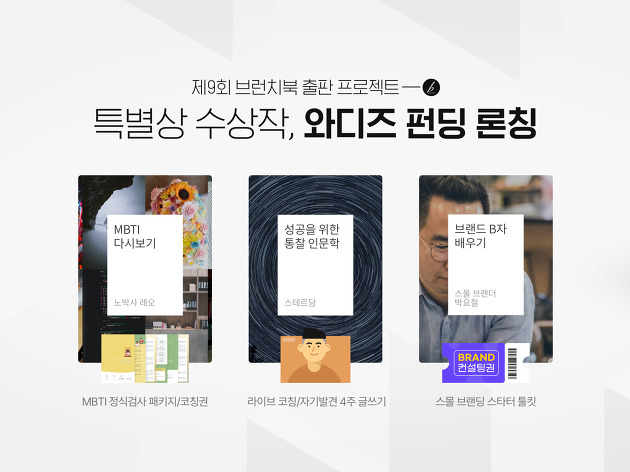 제9회 브런치북 출판 프로젝트 — b
특별상 수상작, 와디즈 펀딩 론칭
MBTI
다시보기
노박사 레오
성공을 위한
통찰 인문학
스테르담
브랜드 B자
배우기
스몰 브랜더
박요철
BRAND
컨설팅권
MBTI 정식검사 패키지/코칭권
라이브 코칭/자기발견 4주 글쓰기
스몰 브랜딩 스타터 툴킷